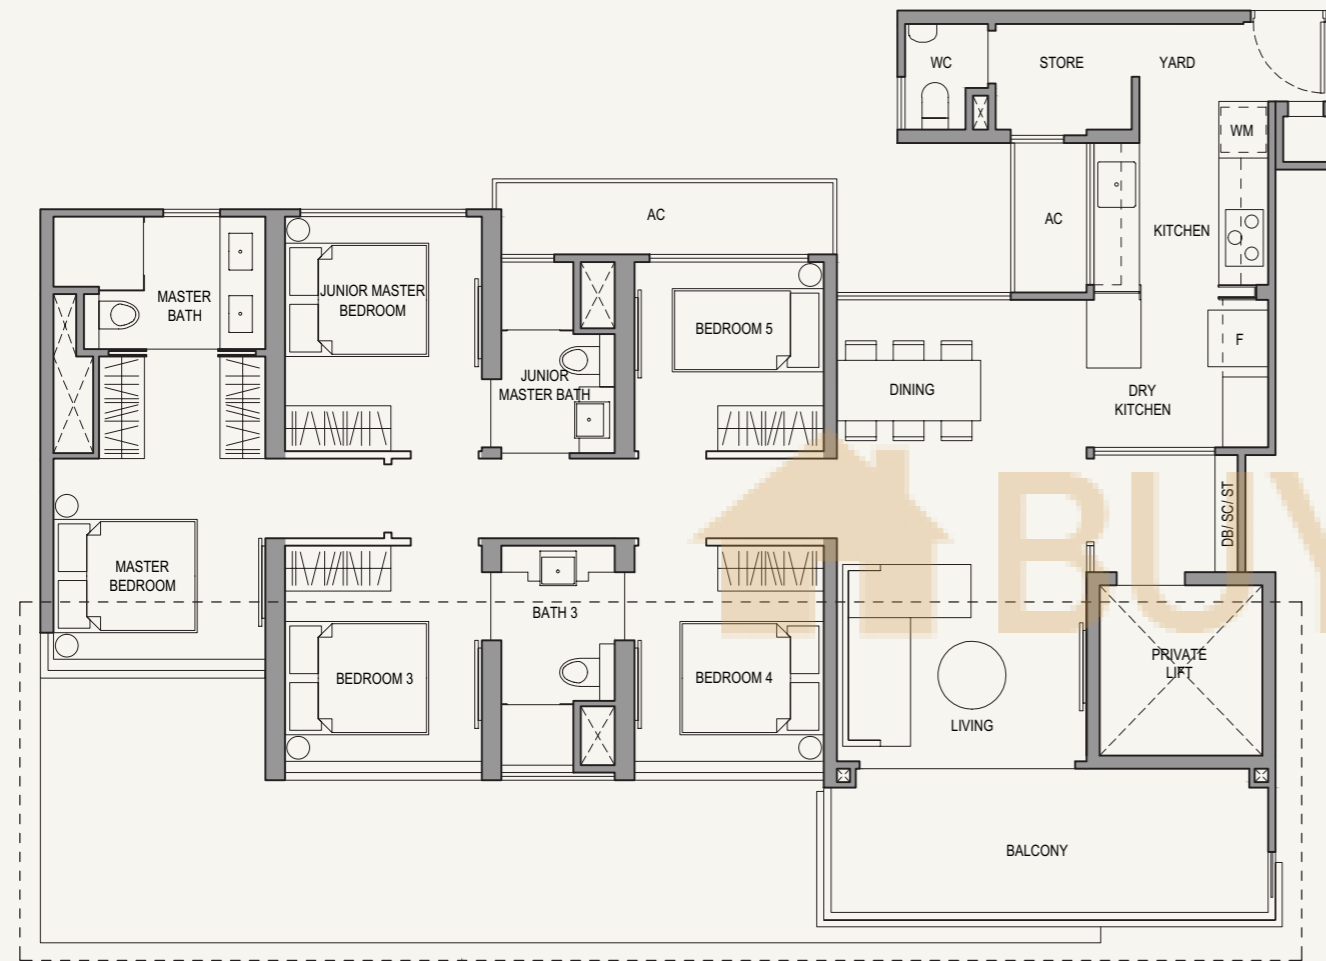 WC
STORE
YARD
WM
AC
AC
KITCHEN
MASTER
BATH
JUNIOR MASTER
BEDROOM
BEDROOM 5
F
JUNIOR
MASTER BATH
DINING
DRY
KITCHEN
BUY
DB/ SC/ ST
MASTER
BEDROOM
BATH 3
BEDROOM 3
BEDROOM 4
PRIVATE
LIFT
LIVING
BALCONY